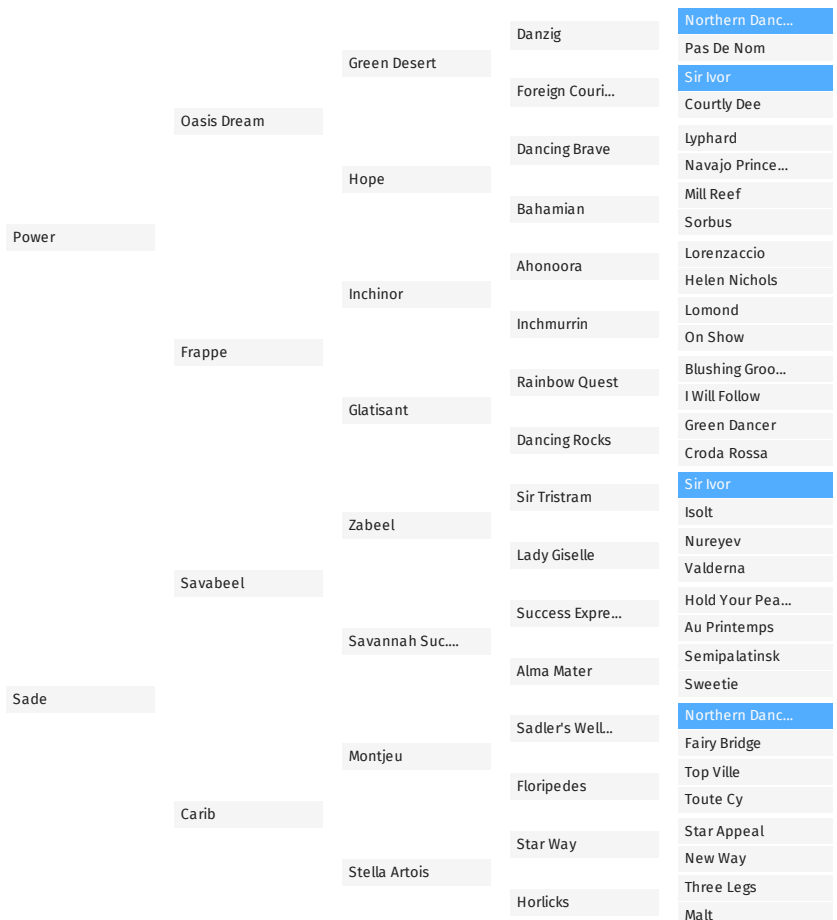 Northern Danc...
Danzig
Pas De Nom
Green Desert
Sir Ivor
Foreign Couri...
Courtly Dee
Oasis Dream
Lyphard
Dancing Brave
Navajo Prince...
Hope
Mill Reef
Bahamian
Sorbus
Power
Lorenzaccio
Ahonoora
Helen Nichols
Inchinor
Lomond
Inchmurrin
On Show
Frappe
Blushing Groo...
Rainbow Quest
I Will Follow
Glatisant
Green Dancer
Dancing Rocks
Croda Rossa
Sir Ivor
Sir Tristram
Isolt
Zabeel
Nureyev
Lady Giselle
Valderna
Savabeel
Hold Your Pea...
Success Expre...
Au Printemps
Savannah Suc....
Semipalatinsk
Alma Mater
Sweetie
Sade
Northern Danc...
Sadler's Well...
Fairy Bridge
Montjeu
Top Ville
Floripedes
Toute Cy
Carib
Star Appeal
Star Way
New Way
Stella Artois
Three Legs
Horlicks
Malt